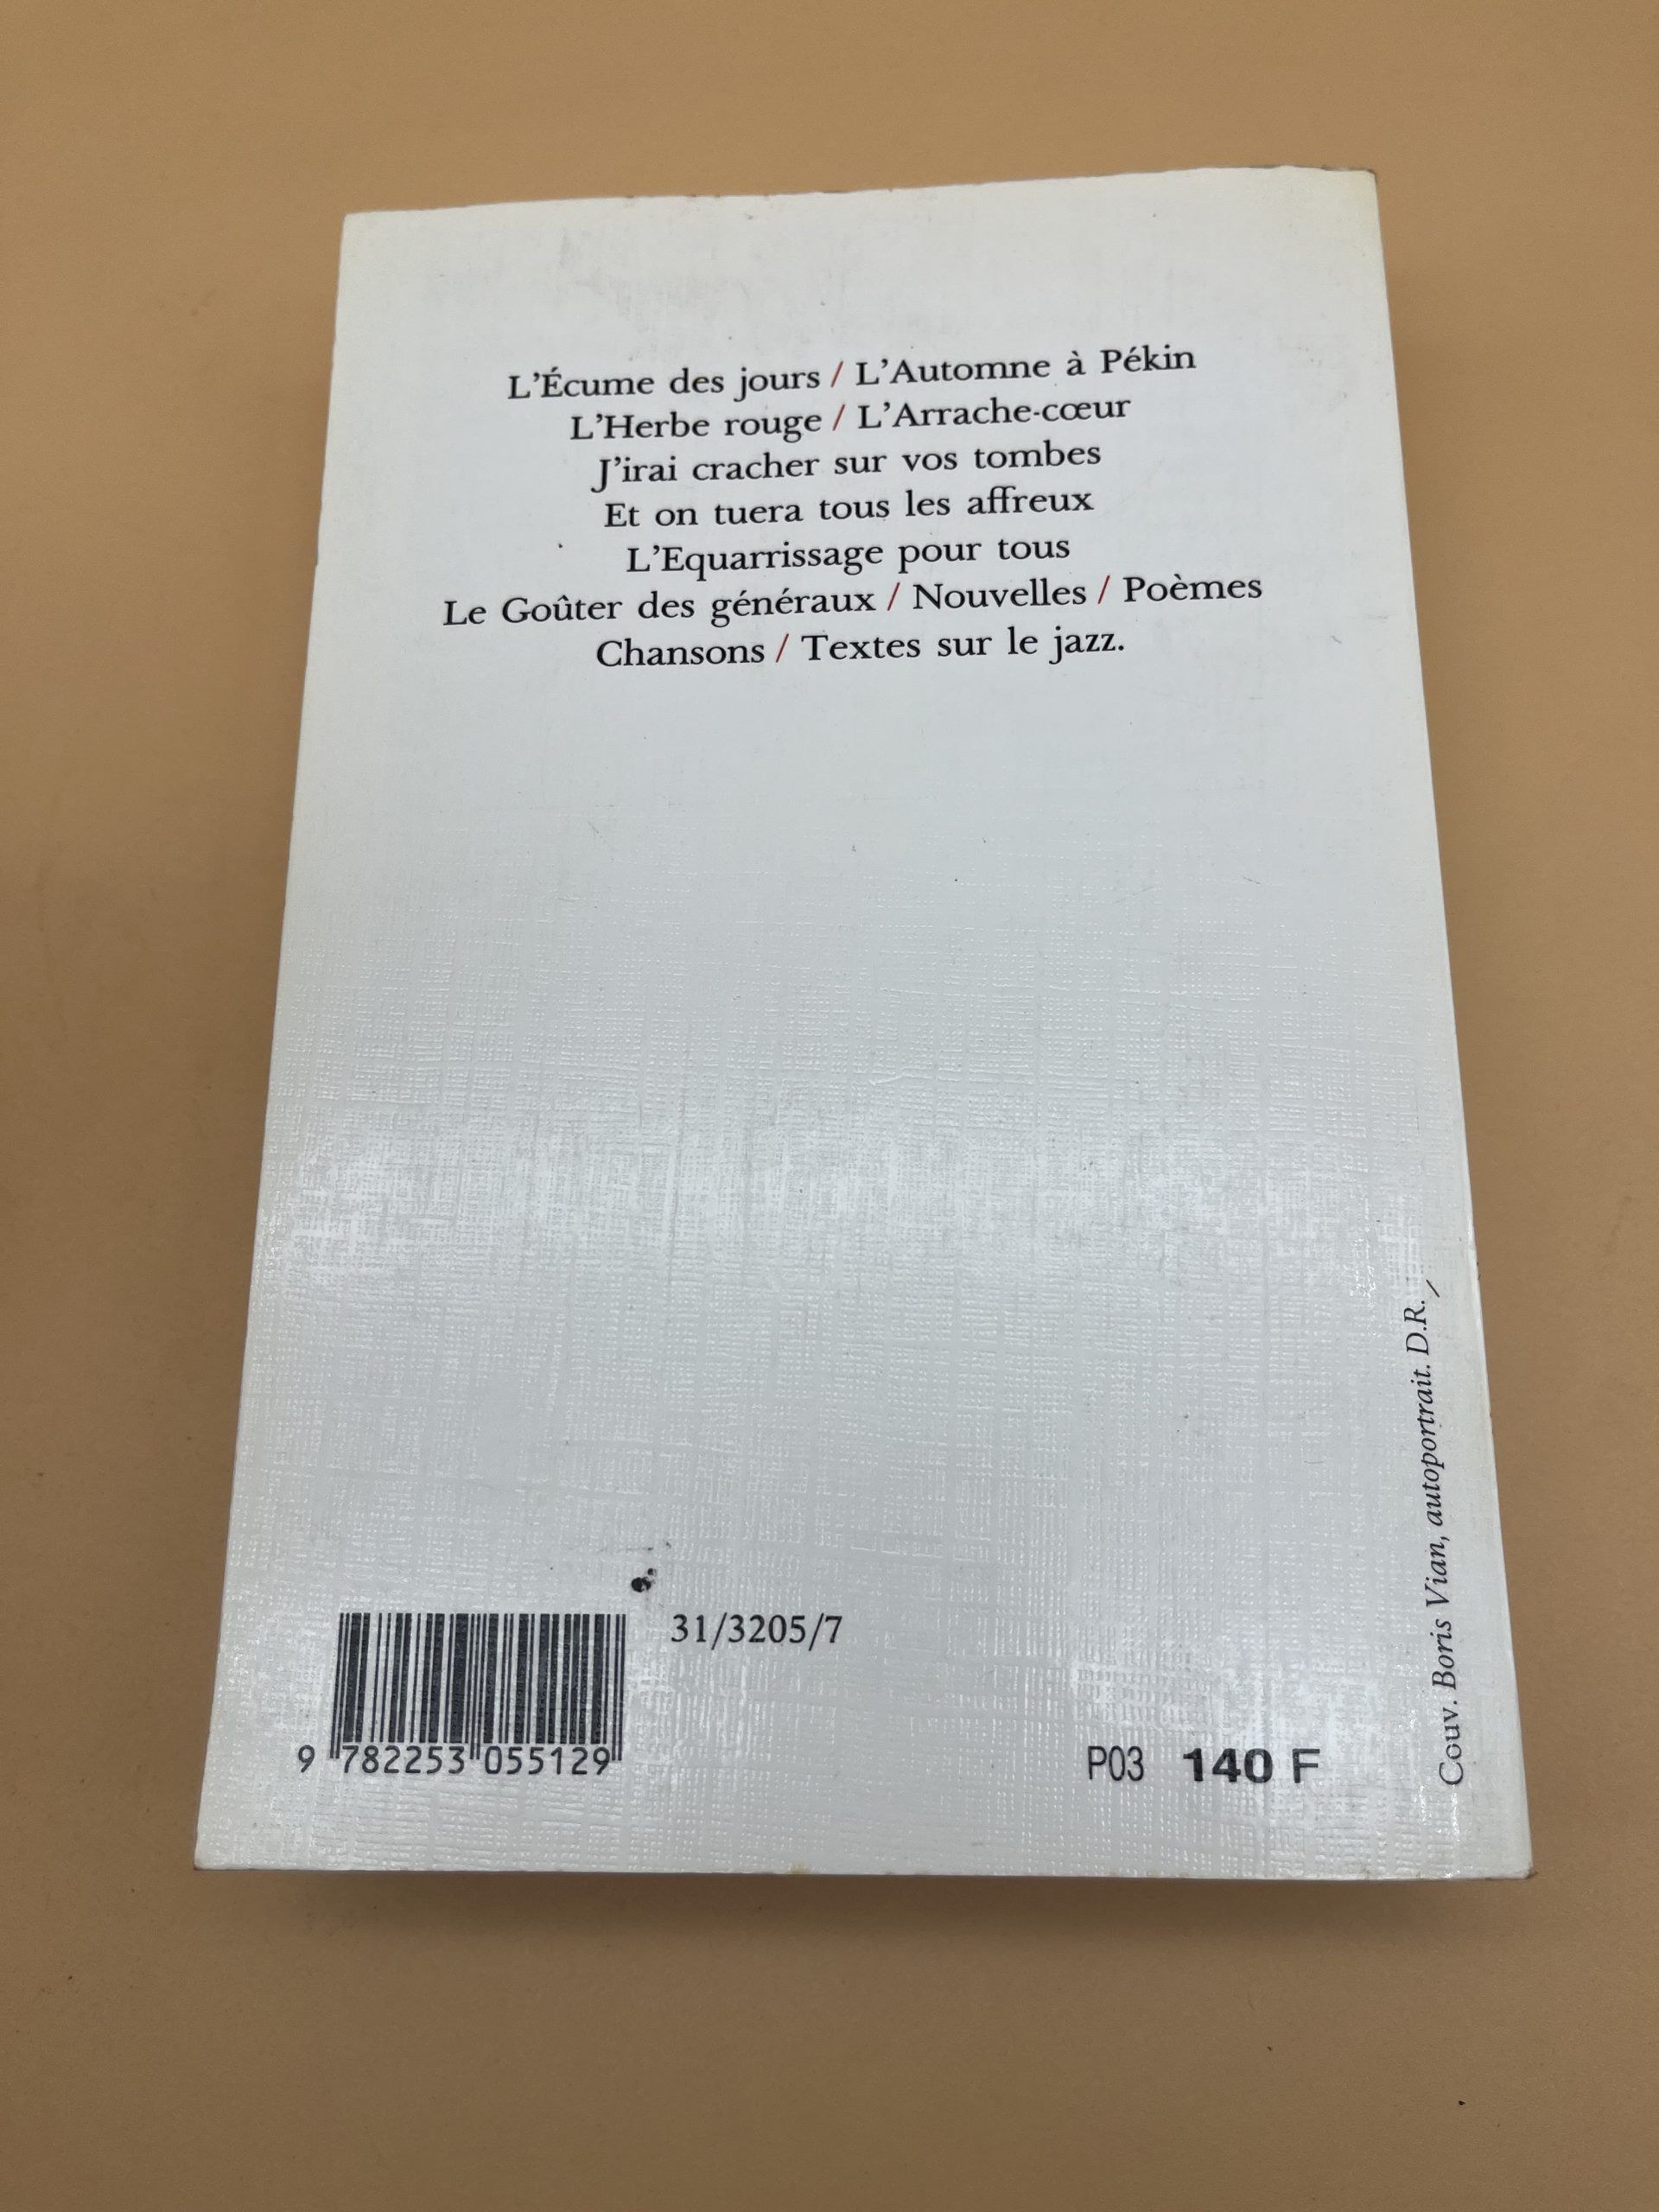 L'Écume des jours / L'Automne à Pékin
L'Herbe rouge / L'Arrache-cœur
J'irai cracher sur vos tombes
Et on tuera tous les affreux
L'Equarrissage pour tous
Le Goûter des généraux / Nouvelles / Poèmes
Chansons / Textes sur le jazz.
Couv. Boris Vian, autoportrait. D.R.
31/3205/7
9 782253 055129
P03 140 F